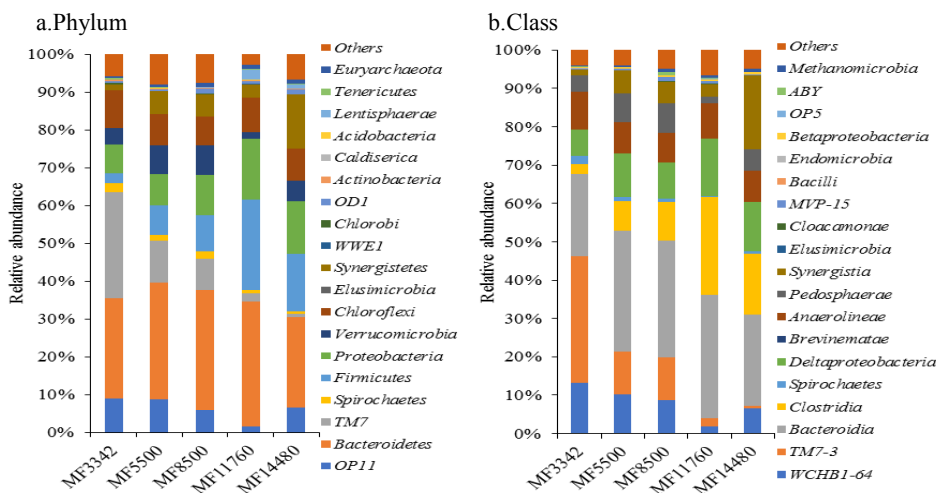 a.Phylum
100%
90%
80%
70%
60%
50%
40%
30%
20%
10%
0%
Relative abundance
MF3342
MF5500
MF8500
MF11760
MF14480
Others
Euryarchaeota
Tenericutes
Lentisphaerae
Acidobacteria
Caldiserica
Actinobacteria
OD1
Chlorobi
WWE1
Synergistetes
Elusimicrobia
Chloroflexi
Verrucomicrobia
Proteobacteria
Firmicutes
Spirochaetes
TM7
Bacteroidetes
OP11
b.Class
100%
90%
80%
70%
60%
50%
40%
30%
20%
10%
0%
Relative abundance
MF3342
MF5500
MF8500
MF11760
MF14480
Others
Methanomicrobia
ABY
OP5
Betaproteobacteria
Endomicrobia
Bacilli
MVP-15
Cloacamonae
Elusimicrobia
Synergistia
Pedosphaerae
Anaerolineae
Brevinematae
Deltaproteobacteria
Spirochaetes
Clostridia
Bacteroidia
TM7-3
WCHB1-64